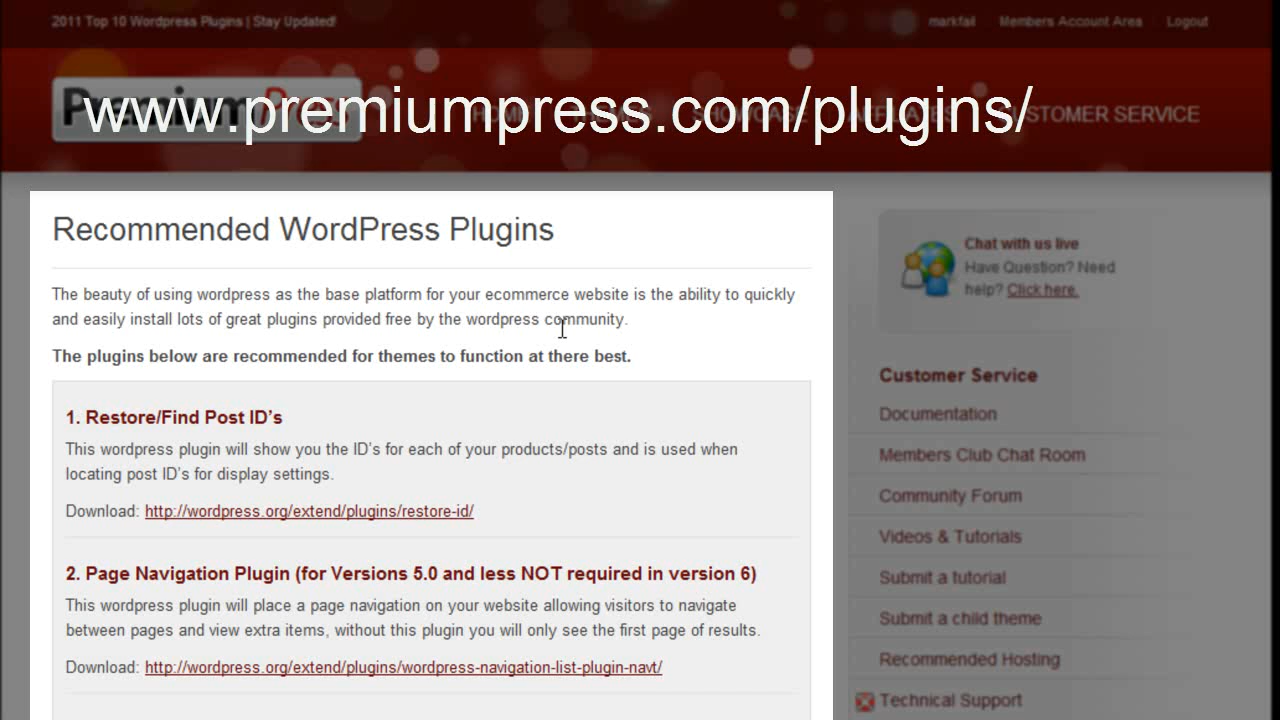 2011 Top 10 Wordpress Plugins | Stay Updated!
markfail Members Account Area Logout
www.premiumpress.com/plugins/
CUSTOMER SERVICE
Recommended WordPress Plugins
The beauty of using wordpress as the base platform for your ecommerce website is the ability to quickly
and easily install lots of great plugins provided free by the wordpress community.
The plugins below are recommended for themes to function at there best.
1. Restore/Find Post ID’s
This wordpress plugin will show you the ID’s for each of your products/posts and is used when
locating post ID’s for display settings.
Download: http://wordpress.org/extend/plugins/restore-id/
2. Page Navigation Plugin (for Versions 5.0 and less NOT required in version 6)
This wordpress plugin will place a page navigation on your website allowing visitors to navigate
between pages and view extra items, without this plugin you will only see the first page of results.
Download: http://wordpress.org/extend/plugins/wordpress-navigation-list-plugin-navt/
Chat with us live
Have Question? Need
help? Click here.
Customer Service
Documentation
Members Club Chat Room
Community Forum
Videos & Tutorials
Submit a tutorial
Submit a child theme
Recommended Hosting
Technical Support